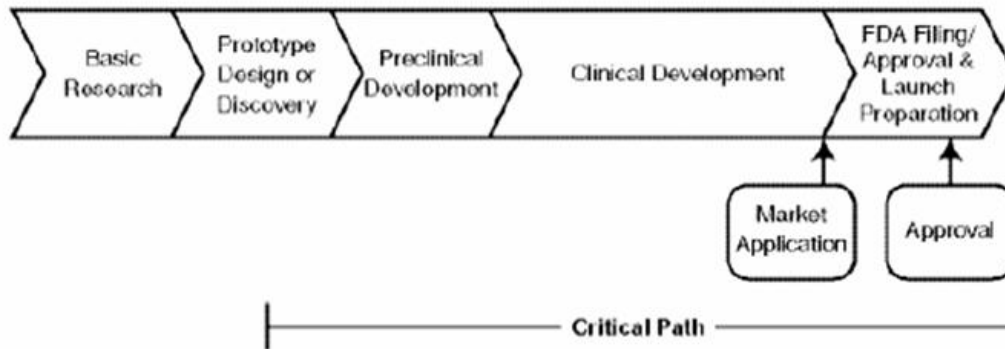 Basic
Research
Prototype
Design or
Discovery
Preclinical
Development
Clinical Development
FDA Filing/
Approval &
Launch
Preparation
Market
Application
Approval
Critical Path